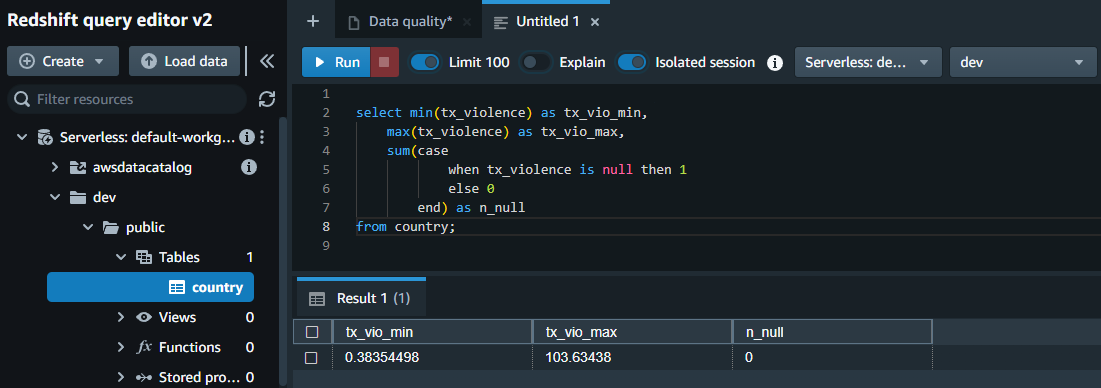 Redshift query editor v2
Create
Load data
Filter resources
Serverless: default-workg...
awsdatacatalog
dev
public
Tables 1
country
Views 0
fx Functions 0
Stored pro... 0
+ Data quality* × Untitled 1 ×
Run Limit 100 Explain Isolated session Serverless: de... dev
1
2 select min(tx_violence) as tx_vio_min,
3 max(tx_violence) as tx_vio_max,
4 sum(case
5 when tx_violence is null then 1
6 else 0
7 end) as n_null
8 from country;
9
Result 1 (1)
tx_vio_min tx_vio_max n_null
0.38354498 103.63438 0